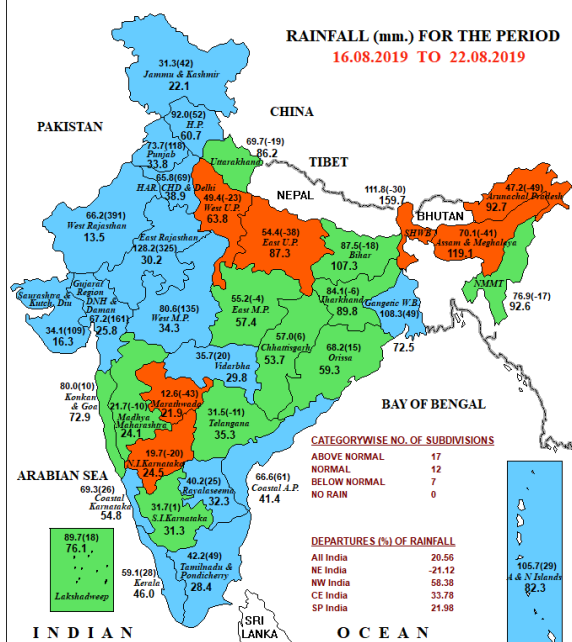 RAINFALL (mm.) FOR THE PERIOD
16.08.2019 TO 22.08.2019
31.3(42)
Jammu & Kashmir
22.1
CHINA
92.0(52)
H.P.
60.7
PAKISTAN
73.7(118)
Punjab
33.8
69.7(-19)
86.2
Uttarakhand
TIBET
65.8(69)
HAR. CHD & Delhi
38.9
NEPAL
49.4(-23)
West U.P.
63.8
111.8(-30)
159.7
BHUTAN
47.2(-49)
Arunachal Pradesh
92.7
66.2(391)
West Rajasthan
13.5
East Rajasthan
128.2(325)
30.2
54.4(-38)
East U.P.
87.3
87.5(-18)
Bihar
107.3
SHWB
70.1(-41)
Assam & Meghalaya
119.1
NMMT
76.9(-17)
92.6
Saurashtra &
Kutch, Diu
34.1(109)
16.3
Gujarat
Region
DNH &
Daman
67.2(161)
25.8
80.6(135)
West M.P.
34.3
55.2(-4)
East M.P.
57.4
84.1(-6)
Jharkhand
89.8
Gangetic W.B.
108.3(49)
72.5
57.0(6)
Chhattisgarh
53.7
68.2(15)
Orissa
59.3
35.7(20)
Vidarbha
29.8
80.0(10)
Konkan
& Goa
72.9
12.6(-43)
Marathwada
21.9
21.7(-10)
Madhya
Maharashtra
24.1
31.5(-11)
Telangana
35.3
BAY OF BENGAL
19.7(-20)
N.I.Karnataka
24.5
ARABIAN SEA
69.3(26)
Coastal
Karnataka
54.8
40.2(25)
Rayalaseema
32.3
66.6(61)
Coastal A.P.
41.4
31.7(1)
S.I.Karnataka
31.3
89.7(18)
76.1
Lakshadweep
59.1(28)
Kerala
46.0
42.2(49)
Tamilnadu &
Pondicherry
28.4
CATEGORYWISE NO. OF SUBDIVISIONS
ABOVE NORMAL 17
NORMAL 12
BELOW NORMAL 7
NO RAIN 0
DEPARTURES (%) OF RAINFALL
All India 20.56
NE India -21.12
NW India 58.38
CE India 33.78
SP India 21.98
105.7(29)
A & N Islands
82.3
SRI
LANKA
INDIAN OCEAN